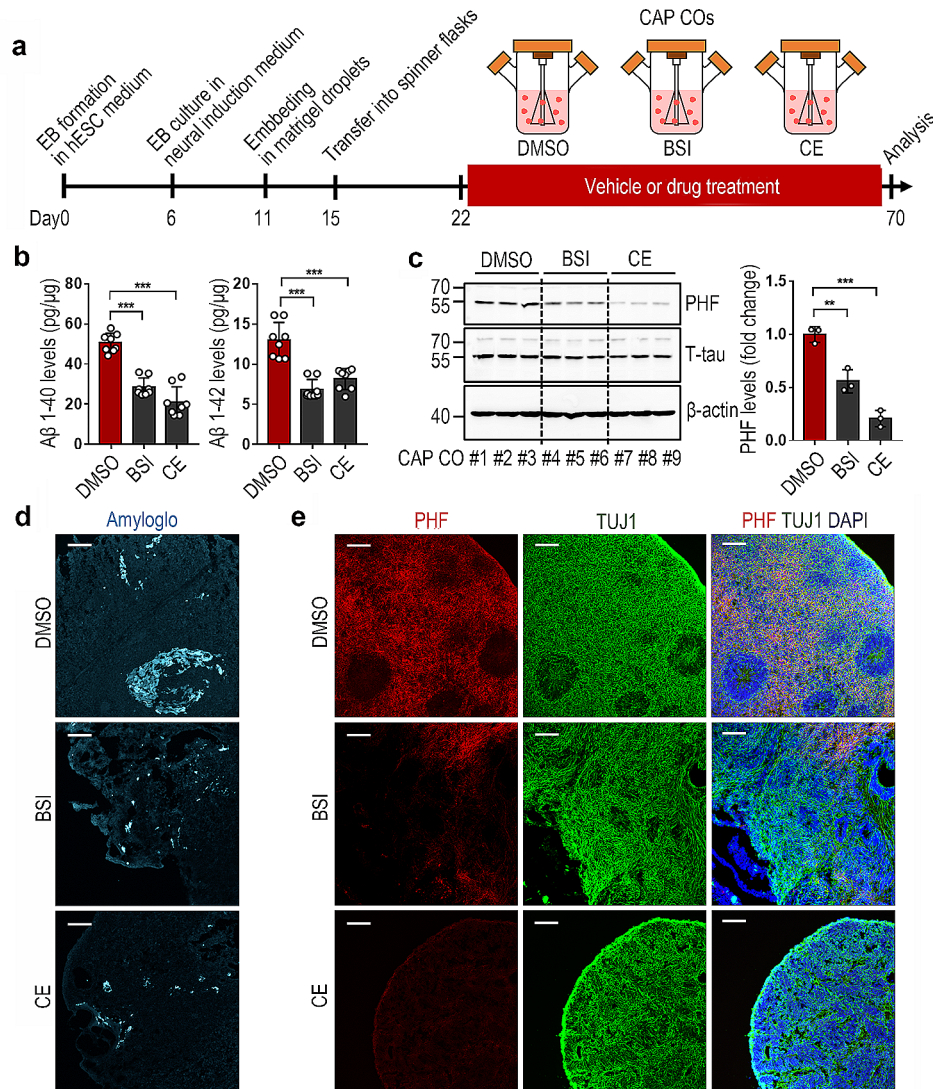 a
EB formation
in hESC medium
EB culture in
neural induction medium
Embbeding
in matrigel droplets
Transfer into spinner flasks
CAP COs
DMSO
BSI
CE
Analysis
Vehicle or drug treatment
Day0
6
11
15
22
70
b
Aβ 1-40 levels (pg/μg)
80
60
40
20
0
***
***
DMSO
BSI
CE
Aβ 1-42 levels (pg/μg)
20
15
10
5
0
***
***
DMSO
BSI
CE
c
DMSO
BSI
CE
70
55
PHF
70
55
T-tau
40
β-actin
CAP CO #1 #2 #3 #4 #5 #6 #7 #8 #9
PHF levels (fold change)
1.5
1.0
0.5
0.0
***
**
DMSO
BSI
CE
d
Amyloglo
DMSO
BSI
CE
e
PHF
TUJ1
PHF TUJ1 DAPI
DMSO
BSI
CE